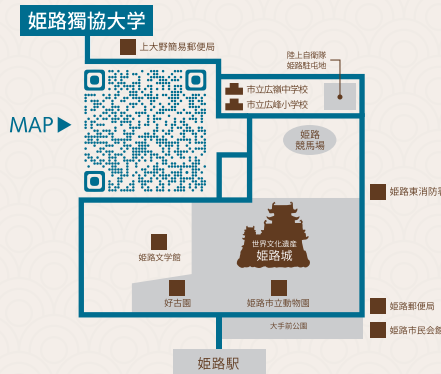 姫路獨協大学
上大野簡易郵便局
陸上自衛隊
姫路駐屯地
市立広嶺中学校
市立広峰小学校
MAP
姫路
競馬場
姫路東消防署
世界文化遺産
姫路城
姫路文学館
好古園
姫路市立動物園
姫路郵便局
大手前公園
姫路市民会館
姫路駅